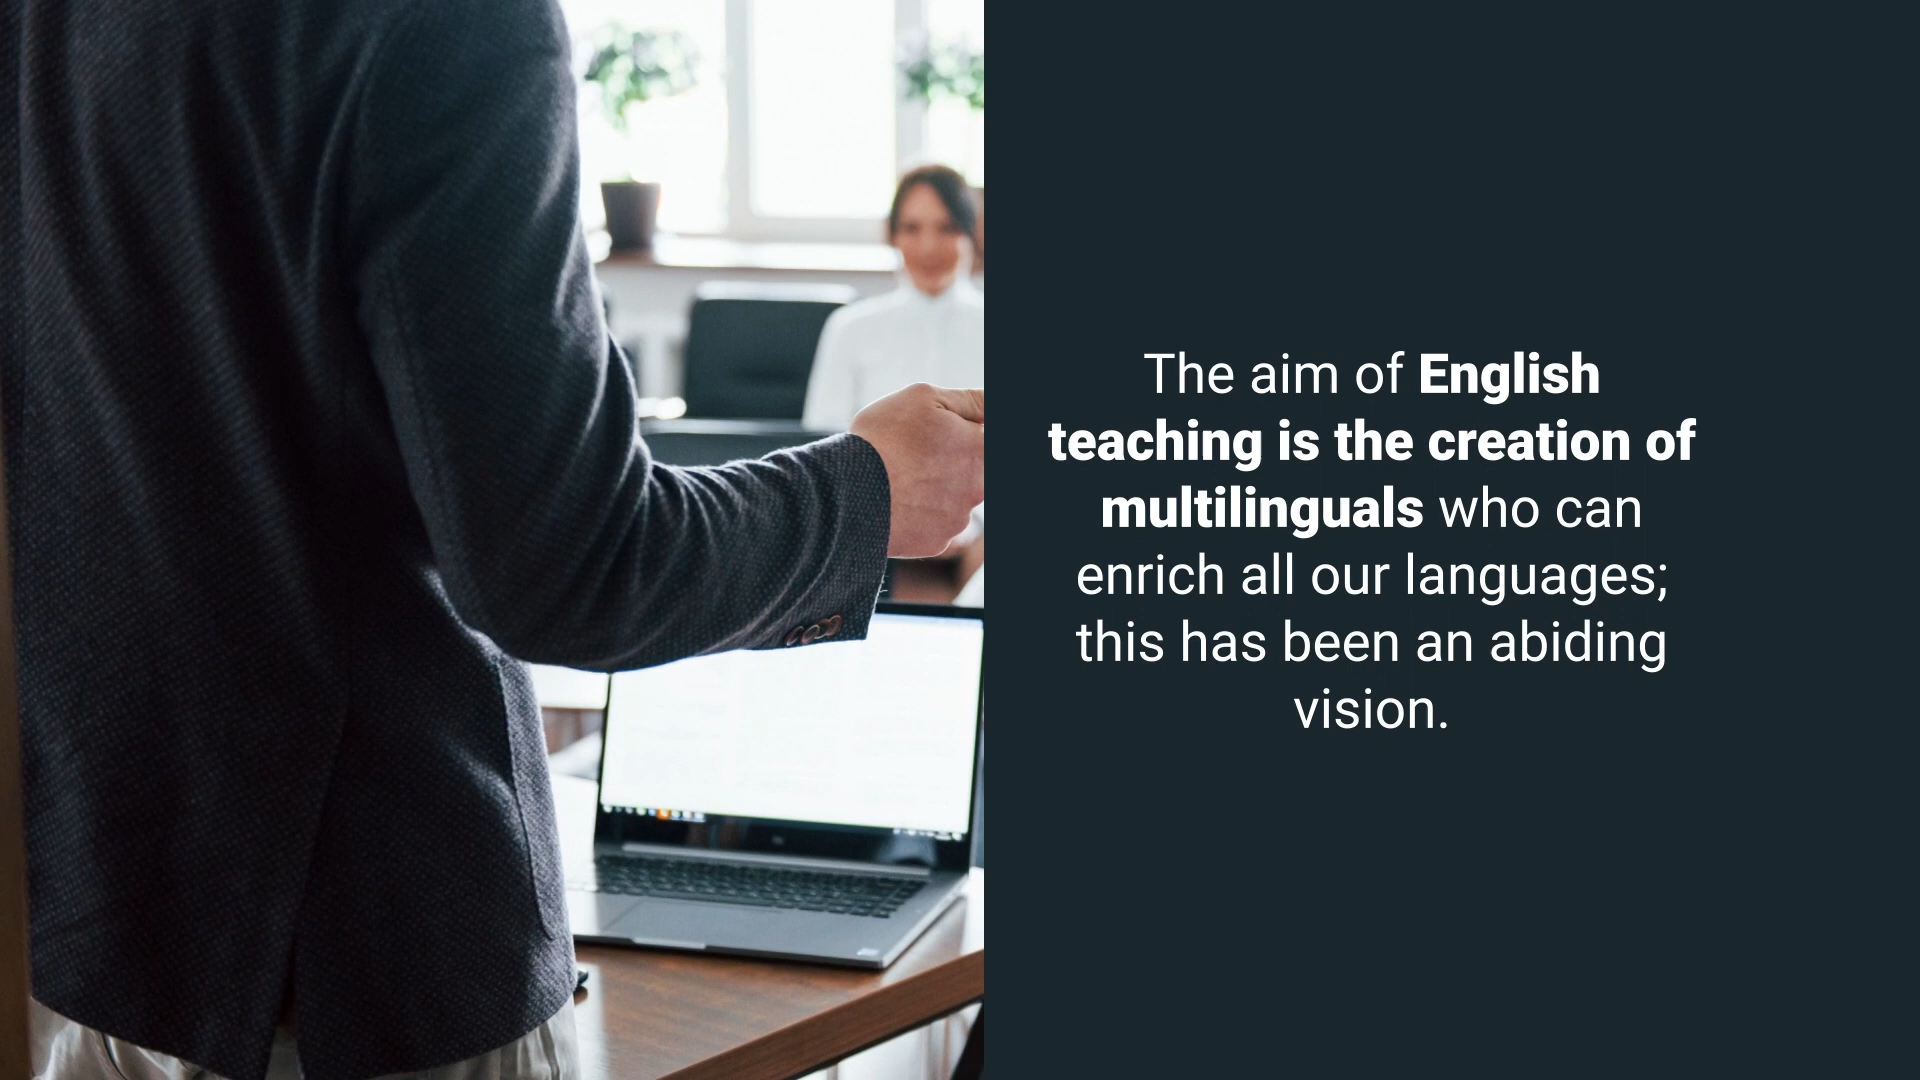 The aim of English
teaching is the creation of
multilinguals who can
enrich all our languages;
this has been an abiding
vision.